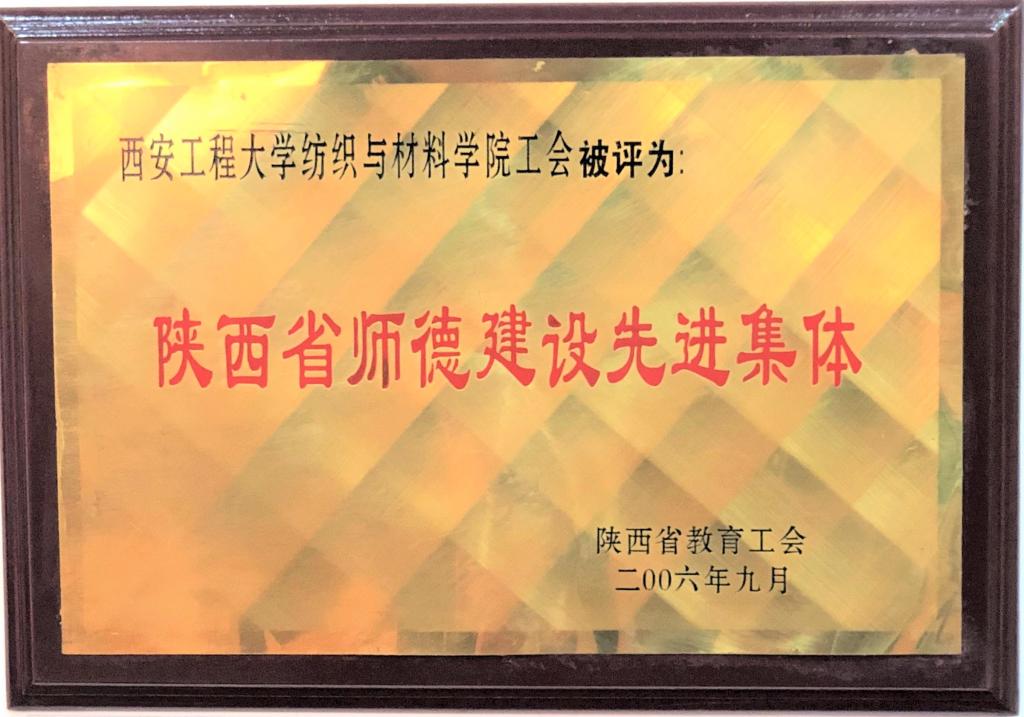 西安工程大学纺织与材料学院工会被评为:
陕西省师德建设先进集体
陕西省教育工会
二00六年九月